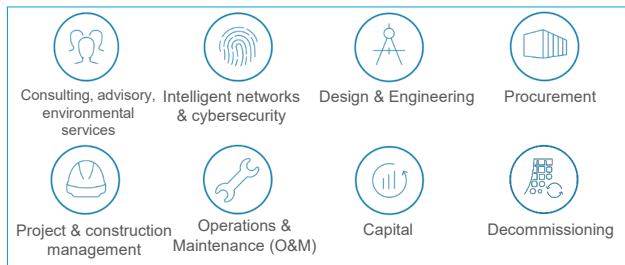 Consulting, advisory,
environmental
services
Intelligent networks
& cybersecurity
Design & Engineering
Procurement
Project & construction
management
Operations &
Maintenance (O&M)
Capital
Decommissioning